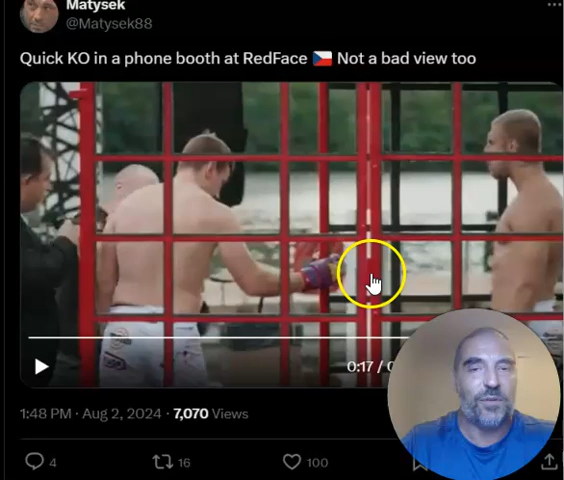 Matysek
@Matysek88
Quick KO in a phone booth at RedFace 🇨🇿 Not a bad view too
0:17 /
1:48 PM · Aug 2, 2024 · 7,070 Views
4 16 100